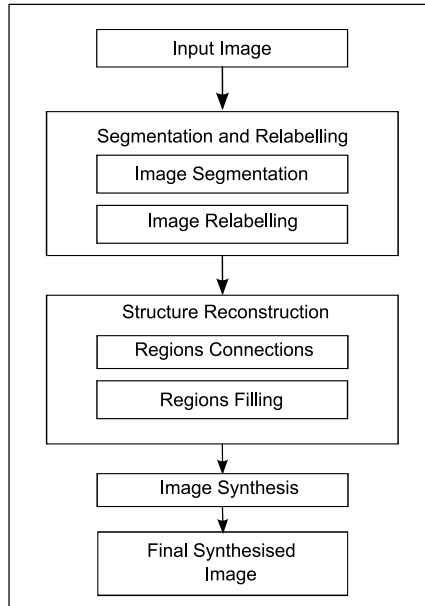 Input Image
Segmentation and Relabelling
Image Segmentation
Image Relabelling
Structure Reconstruction
Regions Connections
Regions Filling
Image Synthesis
Final Synthesised
Image